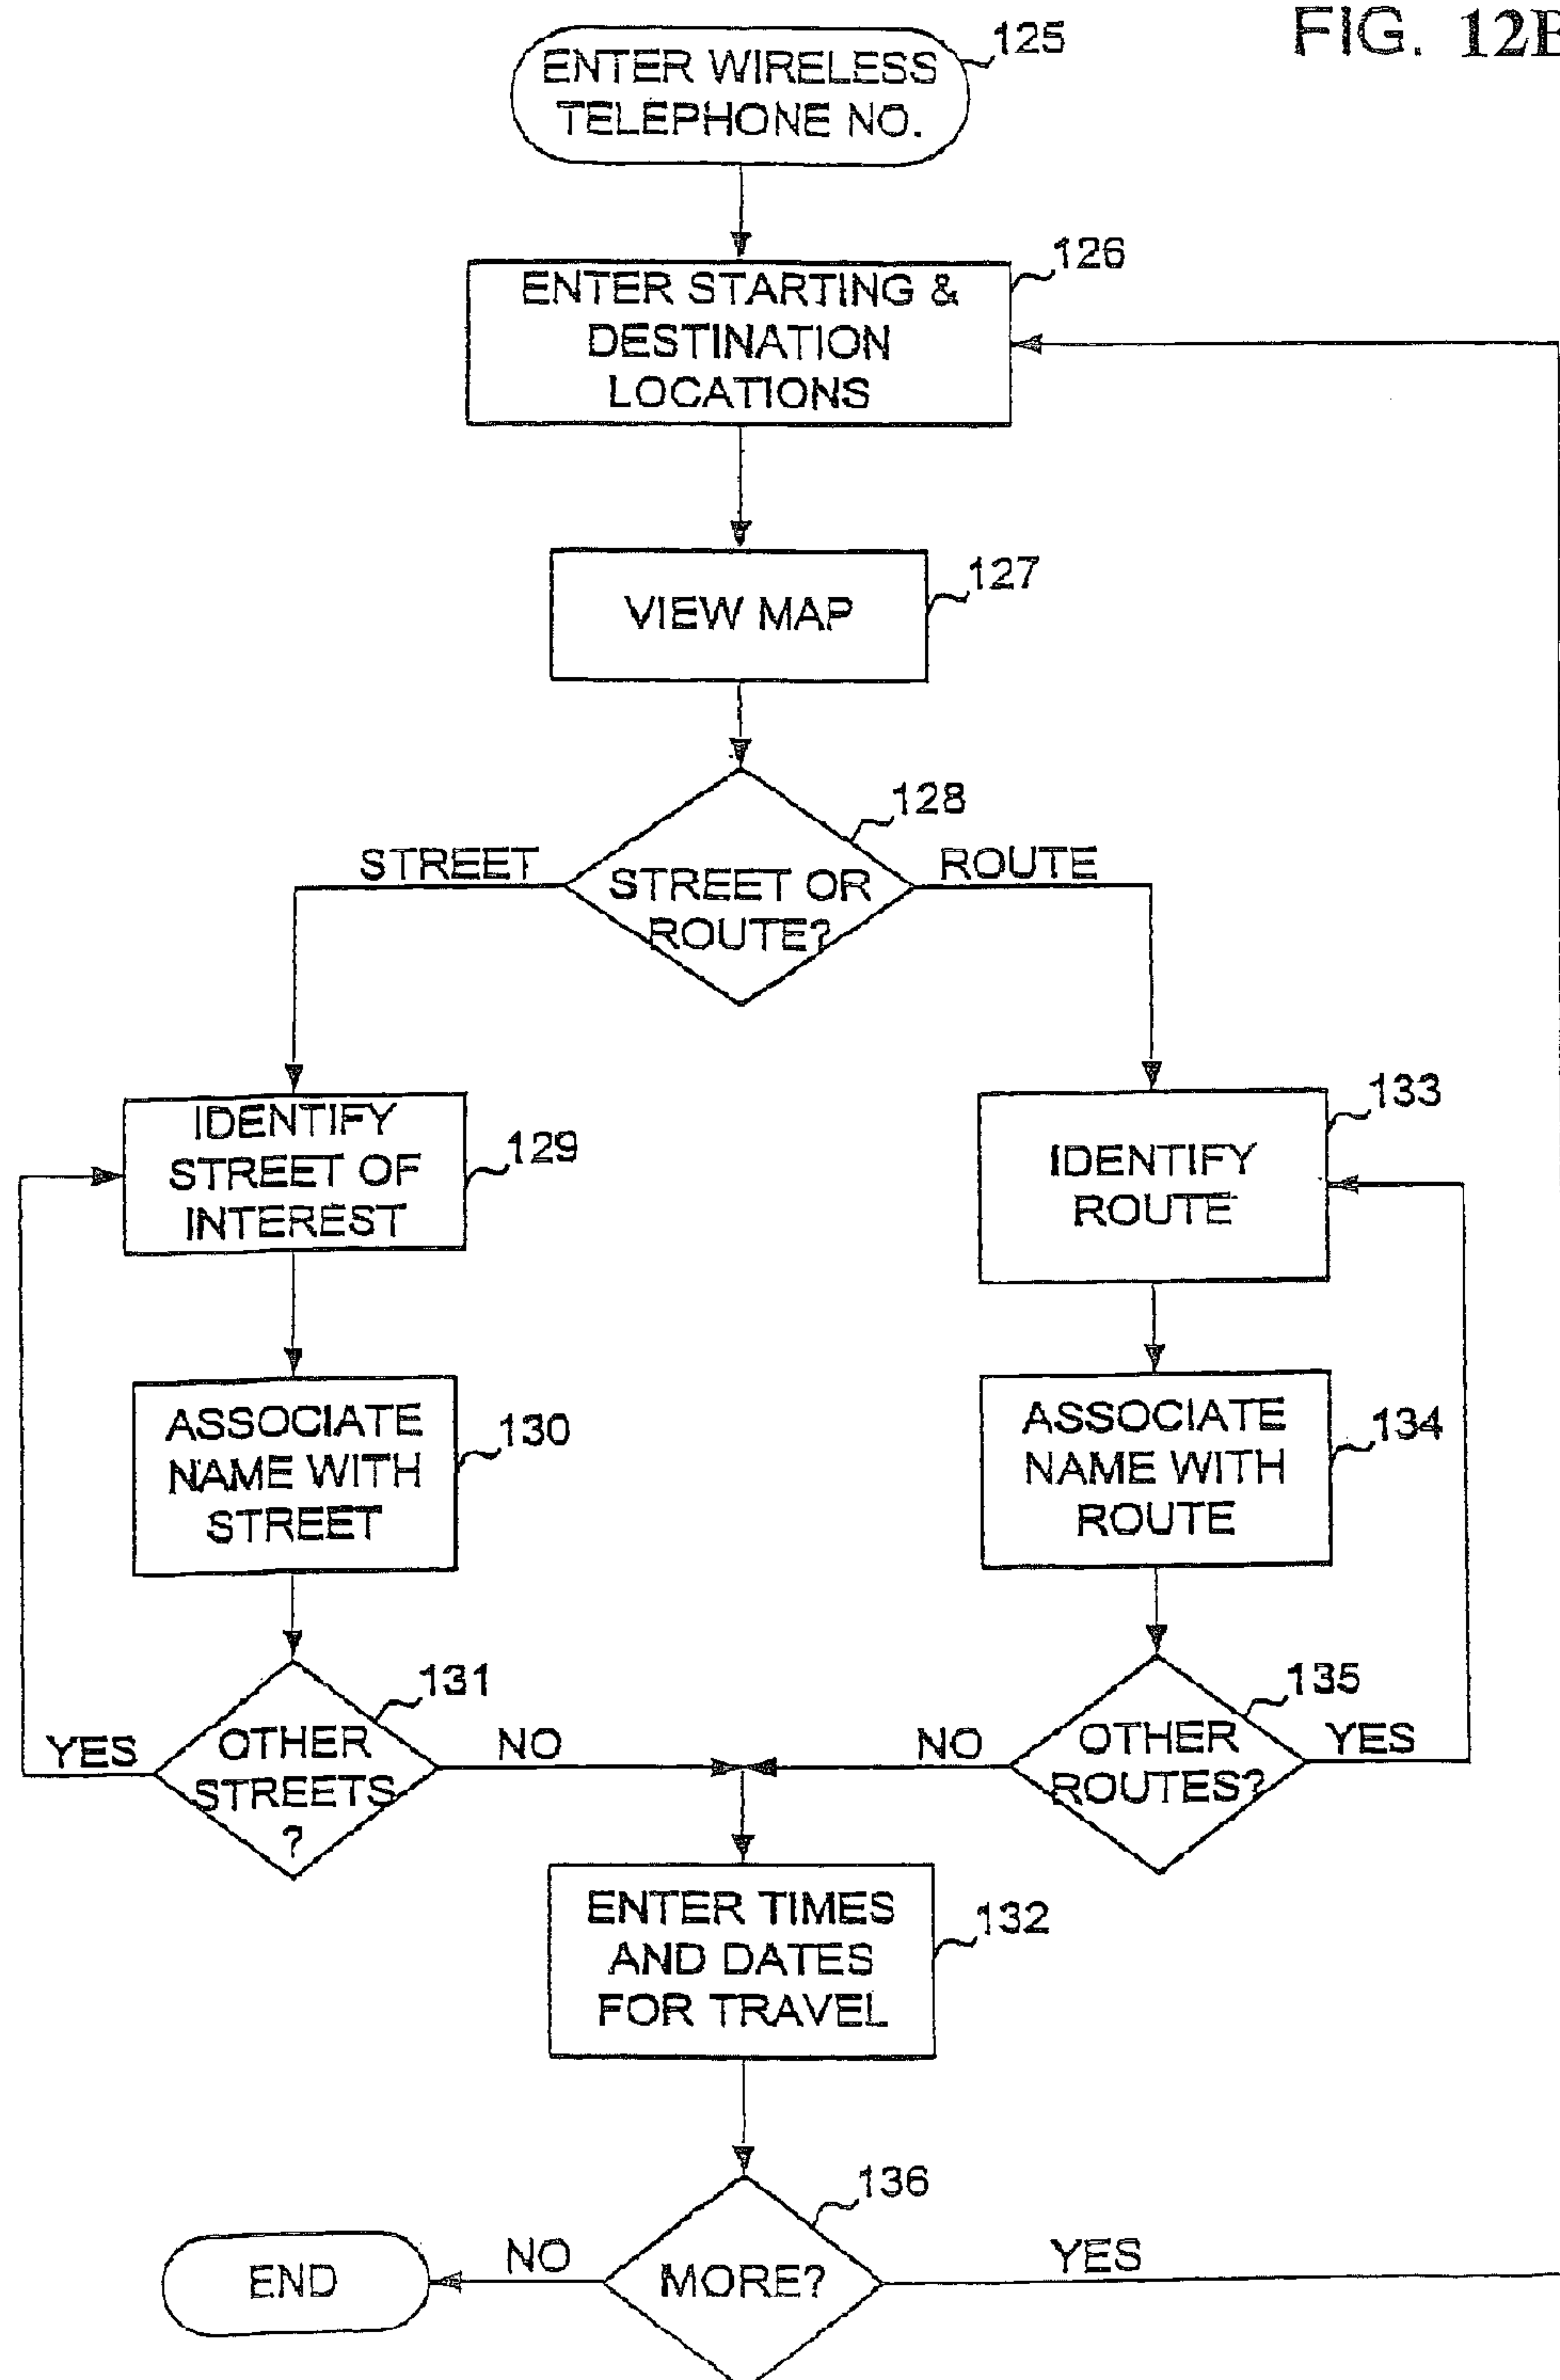 FIG. 12B
ENTER WIRELESS
TELEPHONE NO.
125
ENTER STARTING &
DESTINATION
LOCATIONS
126
VIEW MAP
127
128
STREET
STREET OR
ROUTE?
ROUTE
IDENTIFY
STREET OF
INTEREST
129
IDENTIFY
ROUTE
133
ASSOCIATE
NAME WITH
STREET
130
ASSOCIATE
NAME WITH
ROUTE
134
131
YES
OTHER
STREETS
?
NO
135
NO
OTHER
ROUTES?
YES
ENTER TIMES
AND DATES
FOR TRAVEL
132
136
END
NO
MORE?
YES